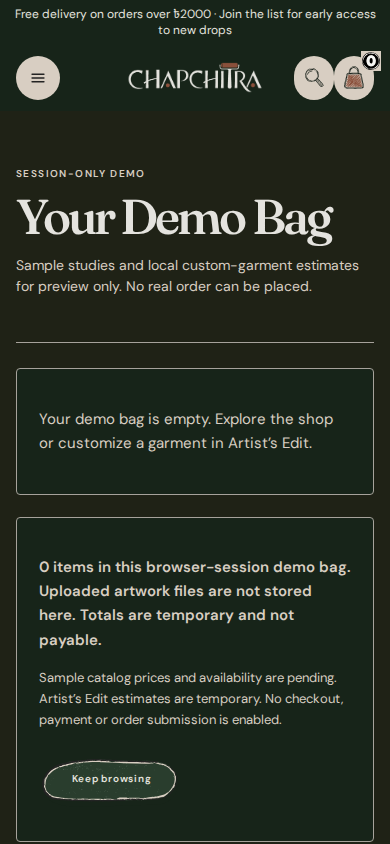 Free delivery on orders over ৳2000 · Join the list for early access
to new drops
CHAPCHITRA
0
SESSION-ONLY DEMO
Your Demo Bag
Sample studies and local custom-garment estimates
for preview only. No real order can be placed.
Your demo bag is empty. Explore the shop
or customize a garment in Artist’s Edit.
0 items in this browser-session demo bag.
Uploaded artwork files are not stored
here. Totals are temporary and not
payable.
Sample catalog prices and availability are pending.
Artist’s Edit estimates are temporary. No checkout,
payment or order submission is enabled.
Keep browsing